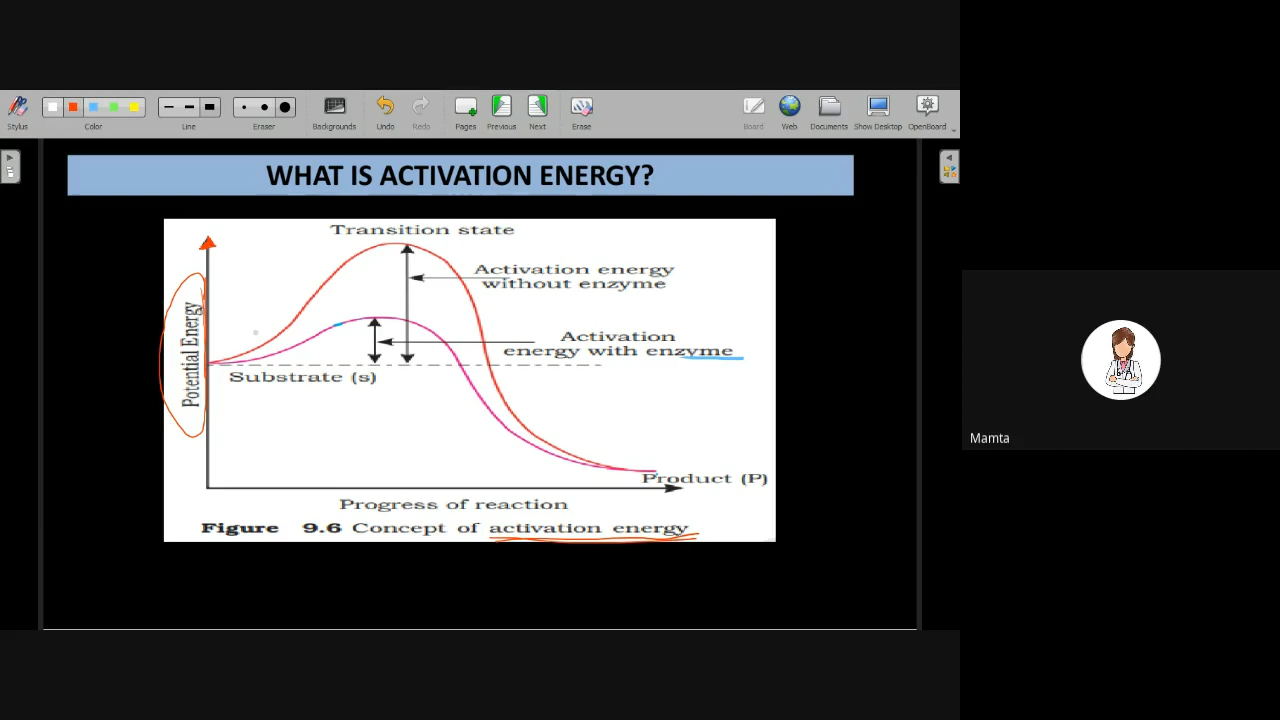 Stylus
Color
Line
Eraser
Backgrounds
Undo
Redo
Pages
Previous
Next
Erase
Board
Web
Documents
Show Desktop
OpenBoard
WHAT IS ACTIVATION ENERGY?
Transition state
Activation energy
without enzyme
Activation
energy with enzyme
Potential Energy
Substrate (s)
Product (P)
Progress of reaction
Figure 9.6 Concept of activation energy
Mamta